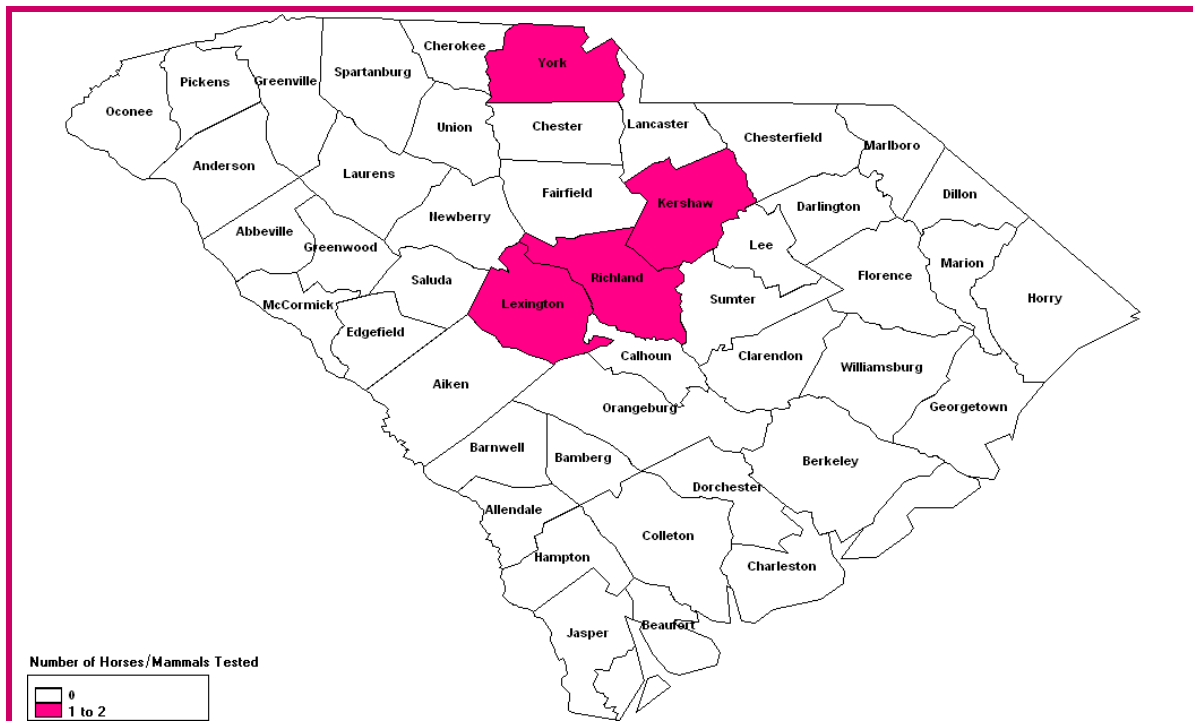 Cherokee
York
Spartanburg
Pickens
Greenville
Oconee
Union
Chester
Lancaster
Chesterfield
Marlboro
Anderson
Laurens
Fairfield
Kershaw
Darlington
Dillon
Newberry
Abbeville
Greenwood
Lee
Marion
Saluda
Richland
Florence
McCormick
Lexington
Sumter
Horry
Edgefield
Calhoun
Clarendon
Williamsburg
Aiken
Orangeburg
Georgetown
Barnwell
Bamberg
Berkeley
Dorchester
Allendale
Colleton
Hampton
Charleston
Jasper
Beaufort
Number of Horses/Mammals Tested
0
1 to 2